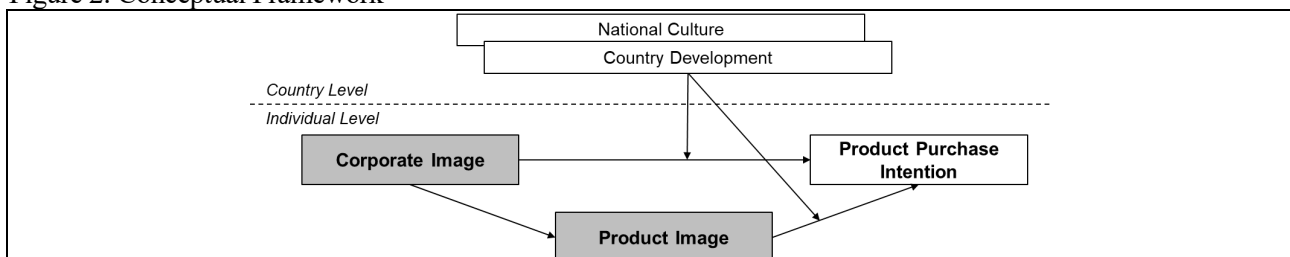 Figure 2. Conceptual Framework
National Culture
Country Development
Country Level
Individual Level
Corporate Image
Product Purchase
Intention
Product Image